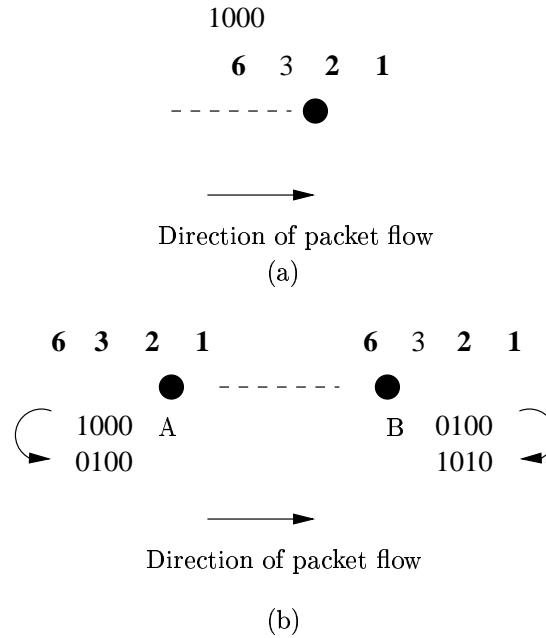 1000
6 3 2 1
Direction of packet flow
(a)
6 3 2 1 6 3 2 1
1000 A B 0100
0100 1010
Direction of packet flow
(b)